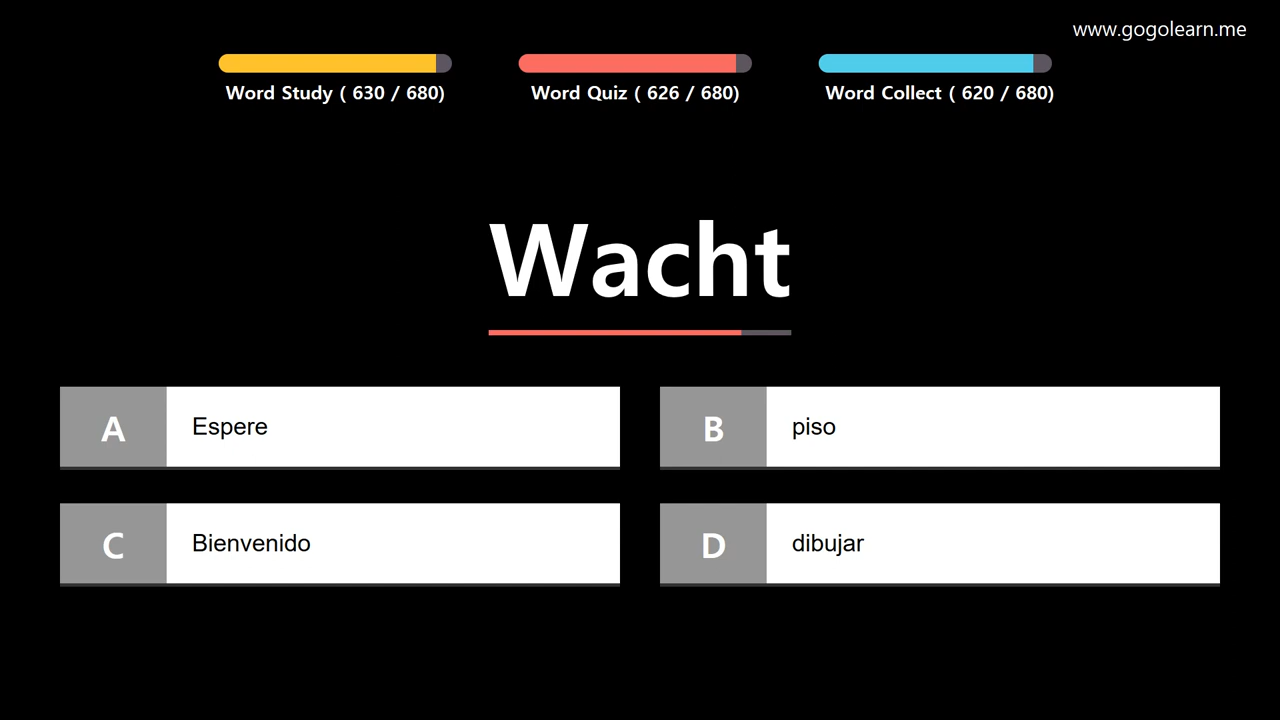 www.gogolearn.me
Word Study ( 630 / 680)
Word Quiz ( 626 / 680)
Word Collect ( 620 / 680)
Wacht
A Espere
B piso
C Bienvenido
D dibujar